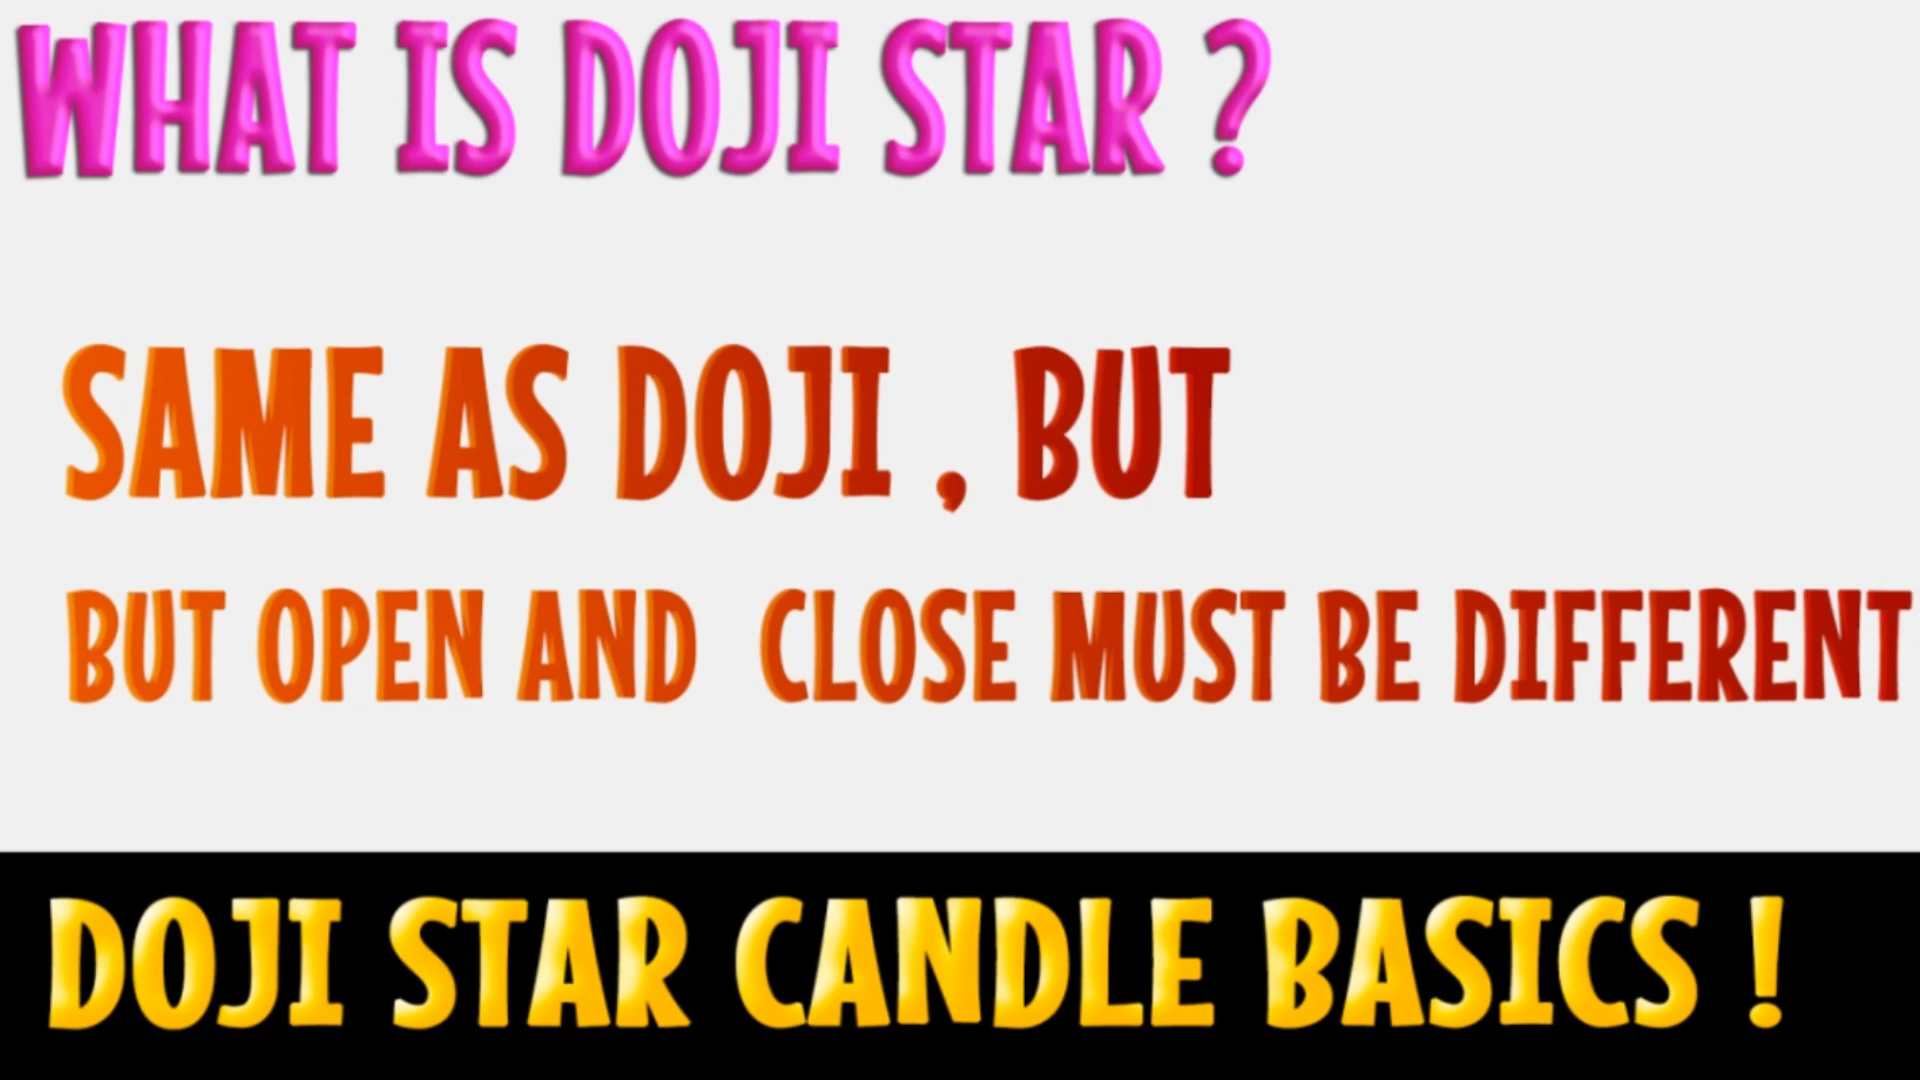 WHAT IS DOJI STAR ?
SAME AS DOJI , BUT
BUT OPEN AND CLOSE MUST BE DIFFERENT
DOJI STAR CANDLE BASICS !